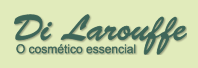 Di Larouffe
O cosmético essencial